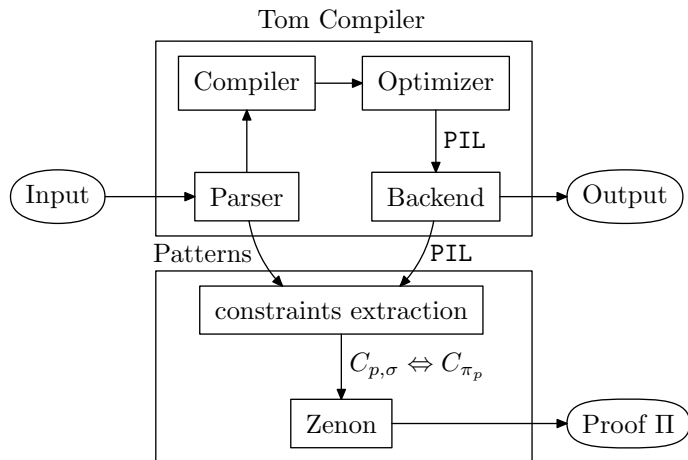 Tom Compiler
Compiler
Optimizer
PIL
Input
Parser
Backend
Output
Patterns
PIL
constraints extraction
C_{p,σ} ⇔ C_{π_p}
Zenon
Proof Π